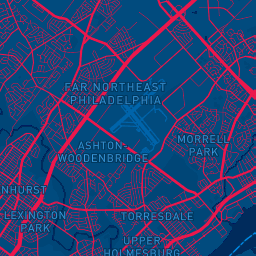 FAR NORTHEAST
PHILADELPHIA
ASHTON-
WOODENBRIDGE
MORRELL
PARK
NHURST
LEXINGTON
PARK
TORRESDALE
UPPER
HOLMESBURG